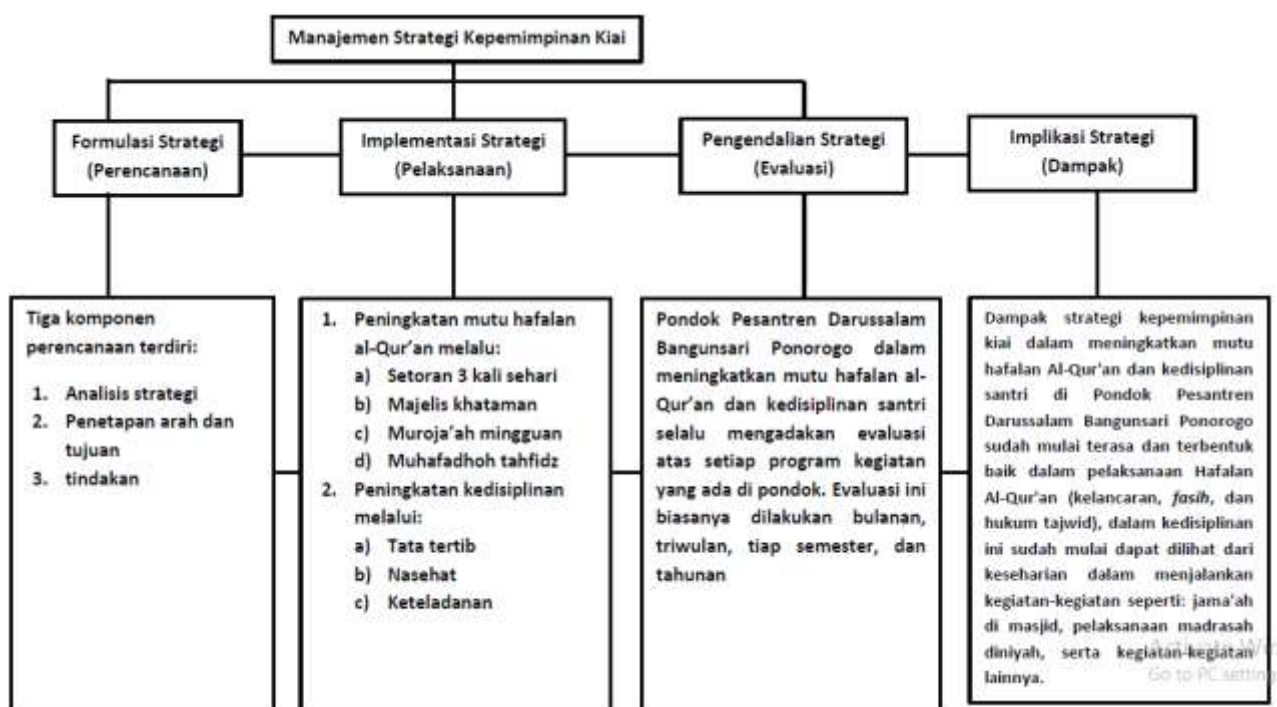 Manajemen Strategi Kepemimpinan Kiai
Formulasi Strategi
(Perencanaan)
Implementasi Strategi
(Pelaksanaan)
Pengendalian Strategi
(Evaluasi)
Implikasi Strategi
(Dampak)
Tiga komponen
perencanaan terdiri:
1. Analisis strategi
2. Penetapan arah dan
tujuan
3. tindakan
1. Peningkatan mutu hafalan
al-Qur'an melalu:
a) Setoran 3 kali sehari
b) Majelis khataman
c) Muroja'ah mingguan
d) Muhafadhoh tahfidz
2. Peningkatan kedisiplinan
melalui:
a) Tata tertib
b) Nasehat
c) Keteladanan
Pondok Pesantren Darussalam
Bangunsari Ponorogo dalam
meningkatkan mutu hafalan al-
Qur'an dan kedisiplinan santri
selalu mengadakan evaluasi
atas setiap program kegiatan
yang ada di pondok. Evaluasi ini
biasanya dilakukan bulanan,
triwulan, tiap semester, dan
tahunan
Dampak strategi kepemimpinan
kiai dalam meningkatkan mutu
hafalan Al-Qur'an dan kedisiplinan
santri di Pondok Pesantren
Darussalam Bangunsari Ponorogo
sudah mulai terasa dan terbentuk
baik dalam pelaksanaan Hafalan
Al-Qur'an (kelancaran, fasih, dan
hukum tajwid), dalam kedisiplinan
ini sudah mulai dapat dilihat dari
keseharian dalam menjalankan
kegiatan-kegiatan seperti: jama'ah
di masjid, pelaksanaan madrasah
diniyah, serta kegiatan-kegiatan
lainnya.
Go to PC setting